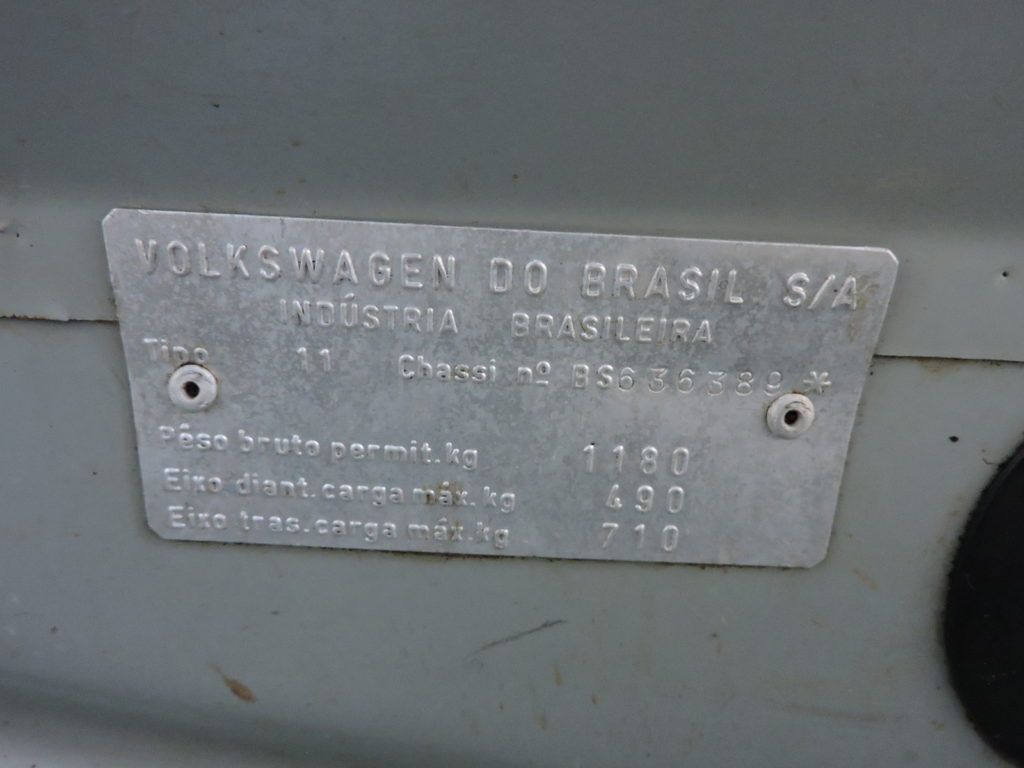 VOLKSWAGEN DO BRASIL S/A
INDÚSTRIA BRASILEIRA
Tipo 11 Chassi nº BS636389*
Pêso bruto permit.kg 1180
Eixo diant.carga máx.kg 490
Eixo tras.carga máx.kg 710